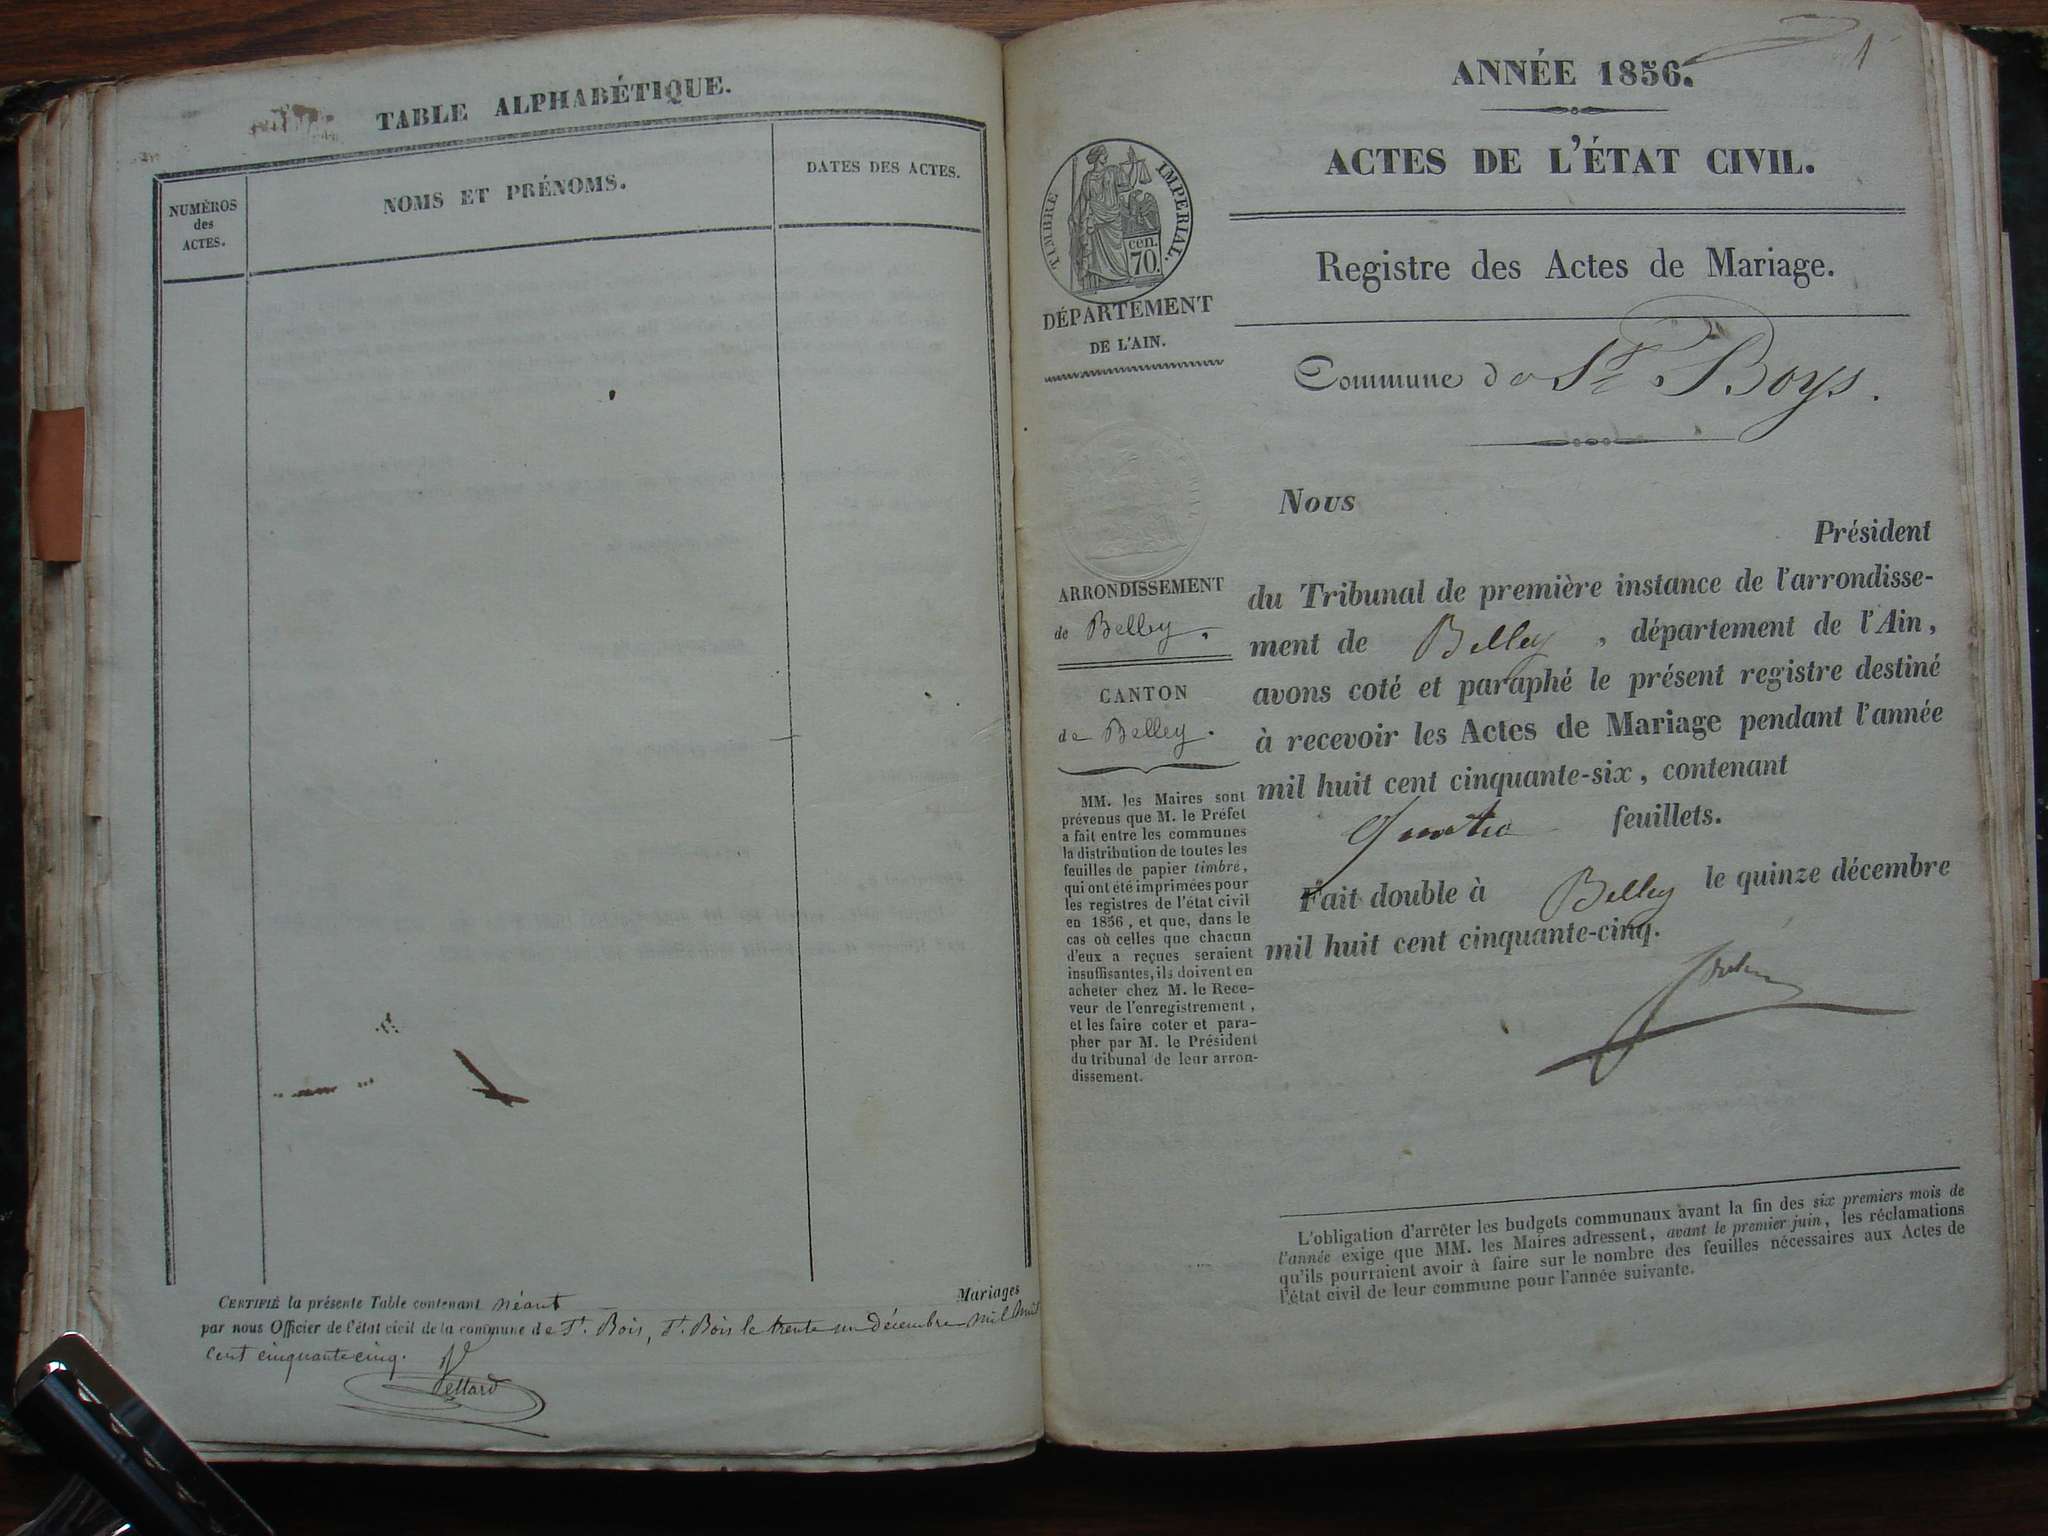 TABLE ALPHABÉTIQUE.
NUMÉROS
des
ACTES.
NOMS ET PRÉNOMS.
DATES DES ACTES.
CERTIFIÉ la présente Table contenant néant Mariages
par nous Officier de l'état civil de la commune de St. Bois, St. Bois le trente un décembre mil huit
cent cinquante cinq.
1
ANNÉE 1856.
ACTES DE L'ÉTAT CIVIL.
Registre des Actes de Mariage.
TIMBRE IMPERIAL.
cen.
70.
DÉPARTEMENT
DE L'AIN.
Commune de St. Boys.
ARRONDISSEMENT
de Belley.
CANTON
de Belley.
MM. les Maires sont
prévenus que M. le Préfet
a fait entre les communes
la distribution de toutes les
feuilles de papier timbré,
qui ont été imprimées pour
les registres de l'état civil
en 1856, et que, dans le
cas où celles que chacun
d'eux a reçues seraient
insuffisantes, ils doivent en
acheter chez M. le Rece-
veur de l'enregistrement,
et les faire coter et para-
pher par M. le Président
du tribunal de leur arron-
dissement.
Nous
Président
du Tribunal de première instance de l'arrondisse-
ment de Belley, département de l'Ain,
avons coté et paraphé le présent registre destiné
à recevoir les Actes de Mariage pendant l'année
mil huit cent cinquante-six, contenant
Quatre feuillets.
Fait double à Belley le quinze décembre
mil huit cent cinquante-cinq.
L'obligation d'arrêter les budgets communaux avant la fin des six premiers mois de
l'année exige que MM. les Maires adressent, avant le premier juin, les réclamations
qu'ils pourraient avoir à faire sur le nombre des feuilles nécessaires aux Actes de
l'état civil de leur commune pour l'année suivante.